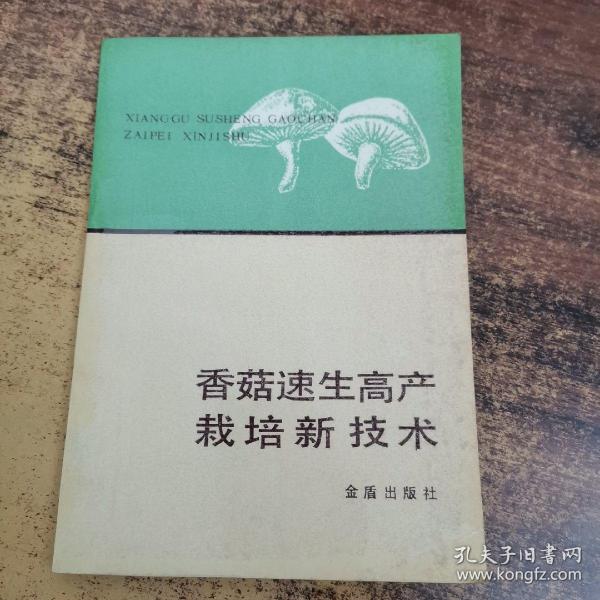 XIANGGU SUSHENG GAOCHAN
ZAIPEI XINJISHU
香菇速生高产
栽培新技术
金盾出版社
孔夫子旧书网
www.kongfz.com